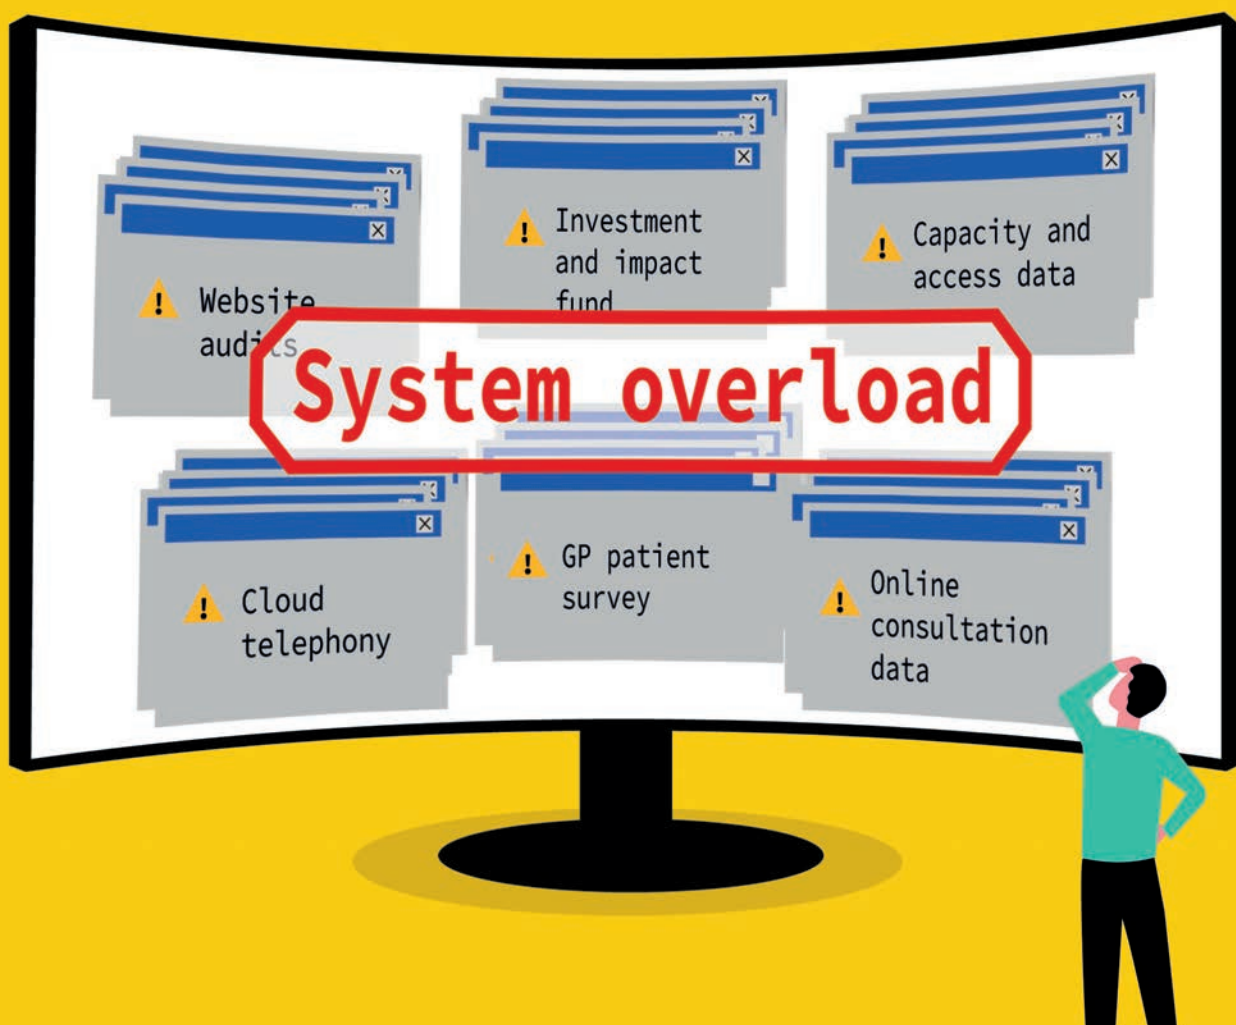 Investment
and impact
fund
Capacity and
access data
Website
audits
System overload
Cloud
telephony
GP patient
survey
Online
consultation
data